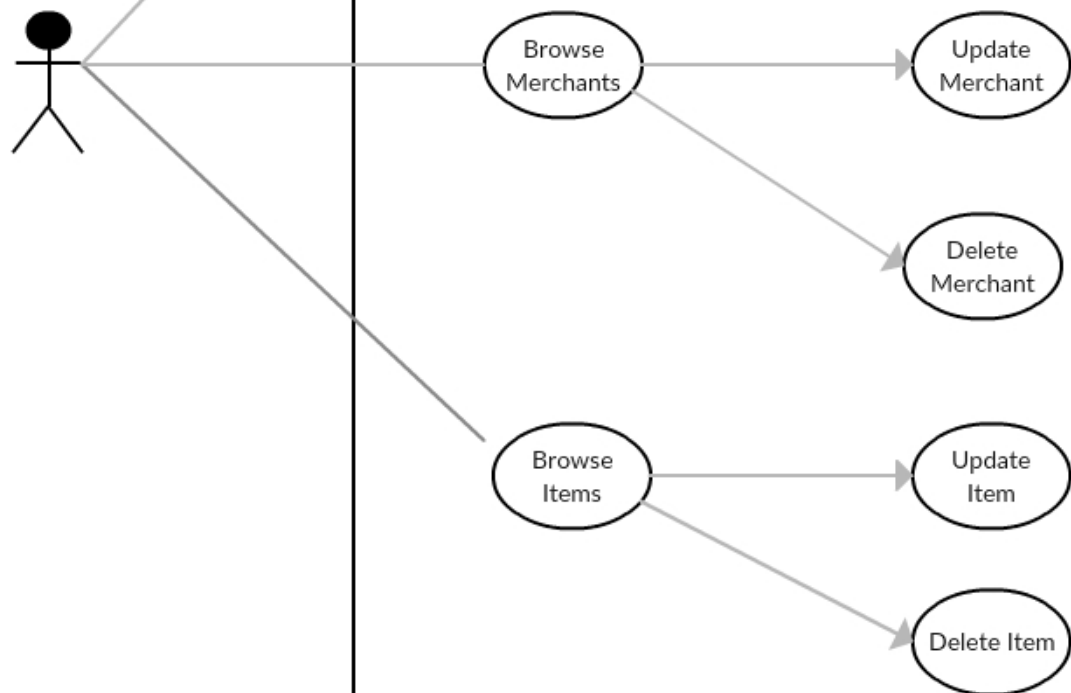 Browse
Merchants
Update
Merchant
Delete
Merchant
Browse
Items
Update
Item
Delete Item